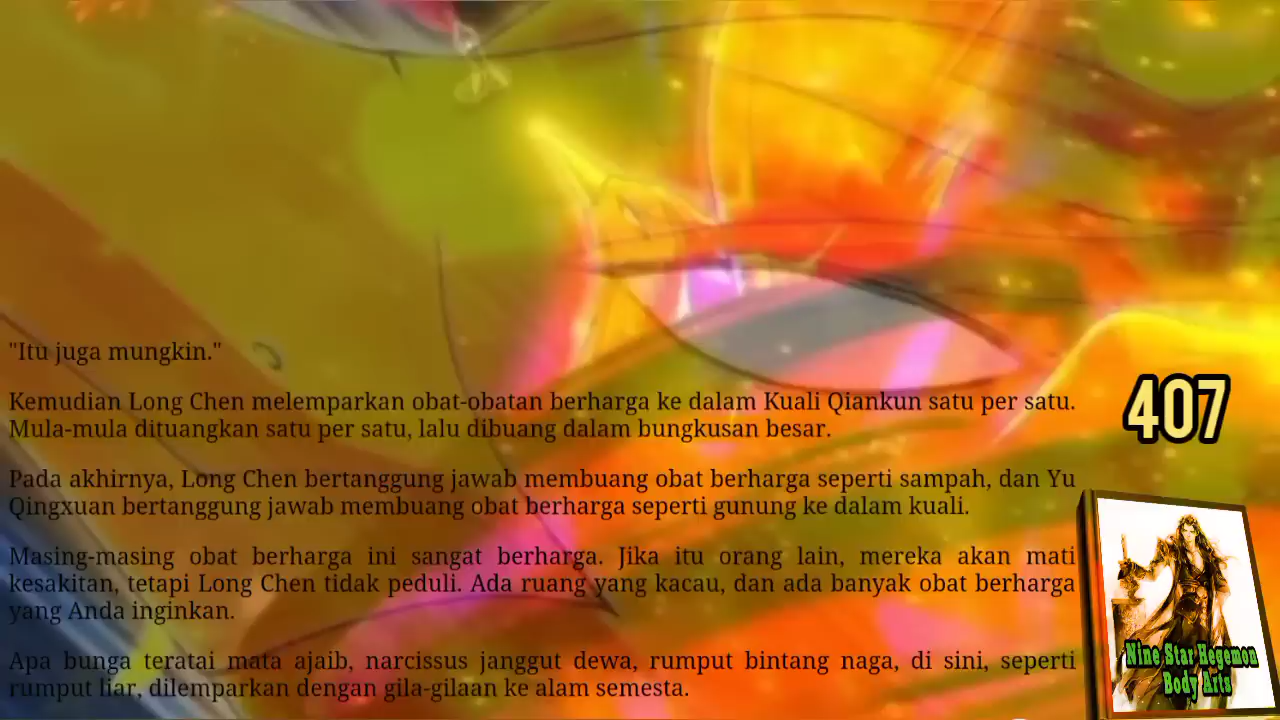 "Itu juga mungkin."
Kemudian Long Chen melemparkan obat-obatan berharga ke dalam Kuali Qiankun satu per satu.
Mula-mula dituangkan satu per satu, lalu dibuang dalam bungkusan besar.
Pada akhirnya, Long Chen bertanggung jawab membuang obat berharga seperti sampah, dan Yu
Qingxuan bertanggung jawab membuang obat berharga seperti gunung ke dalam kuali.
Masing-masing obat berharga ini sangat berharga. Jika itu orang lain, mereka akan mati
kesakitan, tetapi Long Chen tidak peduli. Ada ruang yang kacau, dan ada banyak obat berharga
yang Anda inginkan.
Apa bunga teratai mata ajaib, narcissus janggut dewa, rumput bintang naga, di sini, seperti
rumput liar, dilemparkan dengan gila-gilaan ke alam semesta.
407
Nine Star Hegemon
Body Arts